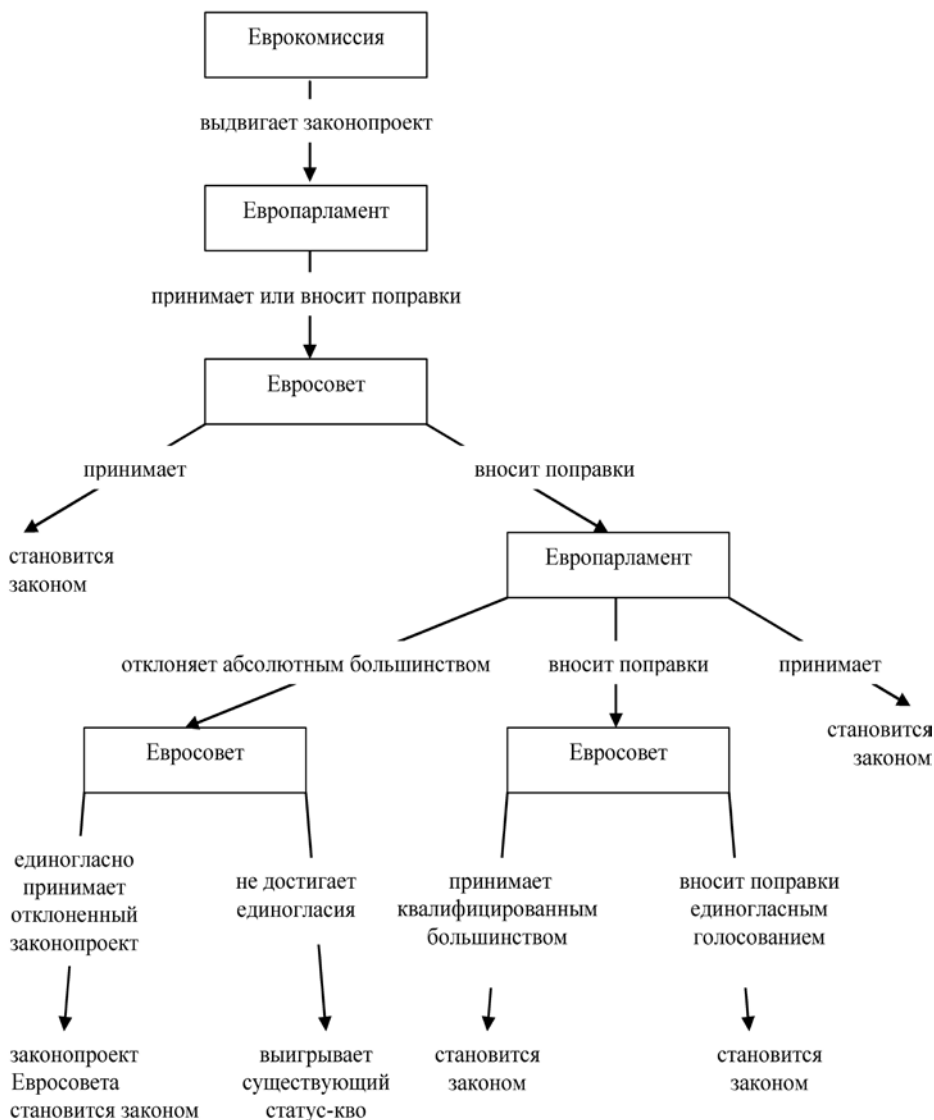 Еврокомиссия
выдвигает законопроект
Европарламент
принимает или вносит поправки
Евросовет
принимает
вносит поправки
становится
законом
Европарламент
отклоняет абсолютным большинством
вносит поправки
принимает
становится
законом
Евросовет
Евросовет
единогласно
принимает
отклоненный
законопроект
не достигает
единогласия
принимает
квалифицированным
большинством
вносит поправки
единогласным
голосованием
законопроект
Евросовета
становится законом
выигрывает
существующий
статус-кво
становится
законом
становится
законом